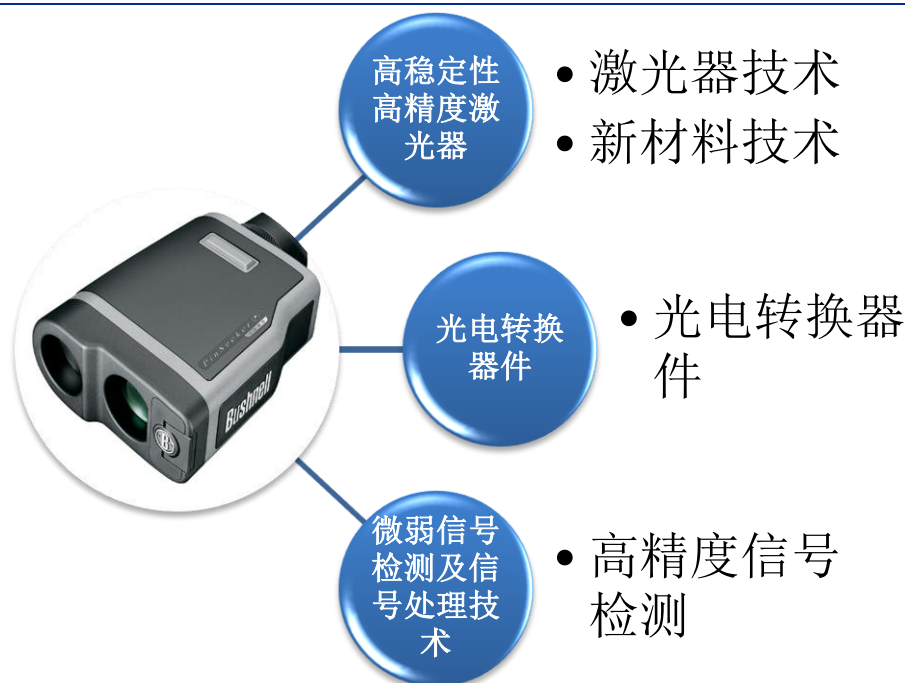 高稳定性
高精度激
光器
• 激光器技术
• 新材料技术
光电转换
器件
• 光电转换器
件
PinSeeker
Bushnell
B
微弱信号
检测及信
号处理技
术
• 高精度信号
检测